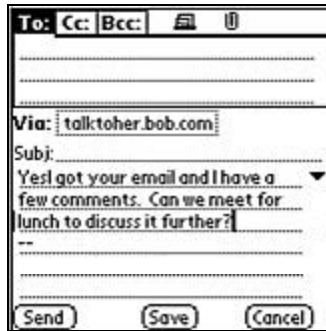 To: Cc: Bcc:
Via: talktoher.bob.com
Subj:
YesI got your email and I have a
few comments. Can we meet for
lunch to discuss it further?
--
Send Save Cancel